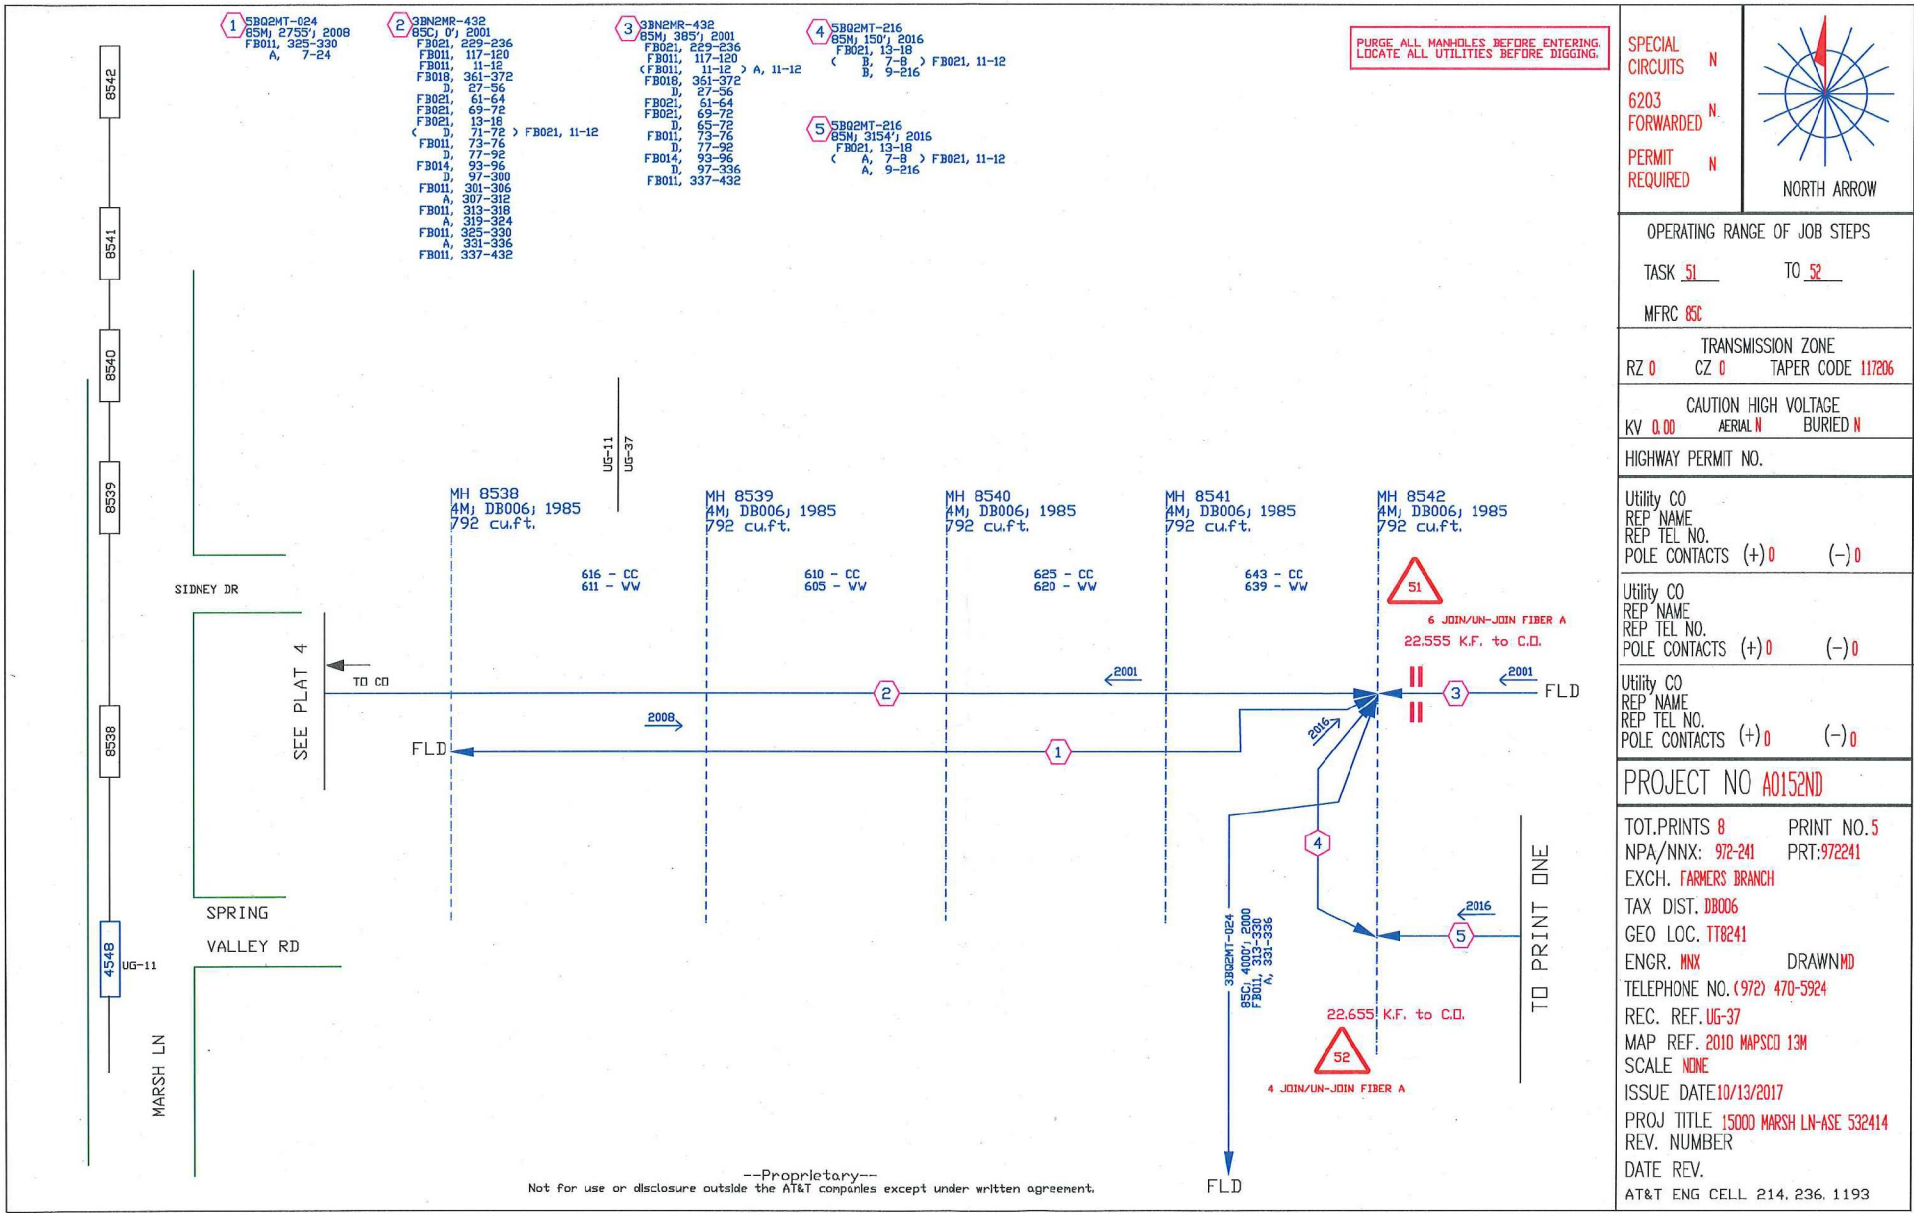 1
5BQ2MT-024
85M; 2755'; 2008
FB011, 325-330
A, 7-24
2
3BN2MR-432
85C; 0'; 2001
FB021, 229-236
FB011, 117-120
FB011, 11-12
FB018, 361-372
D, 27-56
FB021, 61-64
FB021, 69-72
FB021, 13-18
< D, 71-72 > FB021, 11-12
FB011, 73-76
D, 77-92
FB014, 93-96
D, 97-300
FB011, 301-306
A, 307-312
FB011, 313-318
A, 319-324
FB011, 325-330
A, 331-336
FB011, 337-432
3
3BN2MR-432
85M; 385'; 2001
FB021, 229-236
FB011, 117-120
<FB011, 11-12 > A, 11-12
FB018, 361-372
D, 27-56
FB021, 61-64
FB021, 69-72
D, 65-72
FB011, 73-76
D, 77-92
FB014, 93-96
D, 97-336
FB011, 337-432
4
5BQ2MT-216
85M; 150'; 2016
FB021, 13-18
< B, 7-8 > FB021, 11-12
B, 9-216
5
5BQ2MT-216
85M; 3154'; 2016
FB021, 13-18
< A, 7-8 > FB021, 11-12
A, 9-216
PURGE ALL MANHOLES BEFORE ENTERING.
LOCATE ALL UTILITIES BEFORE DIGGING.
8542
8541
8540
8539
8538
4548
UG-11
SIDNEY DR
SPRING
VALLEY RD
MARSH LN
UG-11
UG-37
MH 8538
4M; DB006; 1985
792 cu.ft.
MH 8539
4M; DB006; 1985
792 cu.ft.
MH 8540
4M; DB006; 1985
792 cu.ft.
MH 8541
4M; DB006; 1985
792 cu.ft.
MH 8542
4M; DB006; 1985
792 cu.ft.
616 - CC
611 - WW
610 - CC
605 - WW
625 - CC
620 - WW
643 - CC
639 - WW
51
6 JOIN/UN-JOIN FIBER A
22.555 K.F. to C.O.
SEE PLAT 4
TO CO
2
2001
3
2001
FLD
2008
FLD
1
2016
4
2016
5
TO PRINT ONE
3BQ2MT-024
85C; 4000'; 2000
FB011, 313-330
A, 331-336
22.655 K.F. to C.O.
52
4 JOIN/UN-JOIN FIBER A
FLD
--Proprietary--
Not for use or disclosure outside the AT&T companies except under written agreement.
SPECIAL
CIRCUITS N
6203
FORWARDED N
PERMIT
REQUIRED N
NORTH ARROW
OPERATING RANGE OF JOB STEPS
TASK 51 TO 52
MFRC 85C
TRANSMISSION ZONE
RZ 0 CZ 0 TAPER CODE 117206
CAUTION HIGH VOLTAGE
KV 0.00 AERIAL N BURIED N
HIGHWAY PERMIT NO.
Utility CO
REP NAME
REP TEL NO.
POLE CONTACTS (+) 0 (-) 0
Utility CO
REP NAME
REP TEL NO.
POLE CONTACTS (+) 0 (-) 0
Utility CO
REP NAME
REP TEL NO.
POLE CONTACTS (+) 0 (-) 0
PROJECT NO A0152ND
TOT.PRINTS 8 PRINT NO. 5
NPA/NNX: 972-241 PRT:972241
EXCH. FARMERS BRANCH
TAX DIST. DB006
GEO LOC. TT8241
ENGR. MNX DRAWN MD
TELEPHONE NO. (972) 470-5924
REC. REF. UG-37
MAP REF. 2010 MAPSCO 13M
SCALE NONE
ISSUE DATE 10/13/2017
PROJ TITLE 15000 MARSH LN-ASE 532414
REV. NUMBER
DATE REV.
AT&T ENG CELL 214. 236. 1193